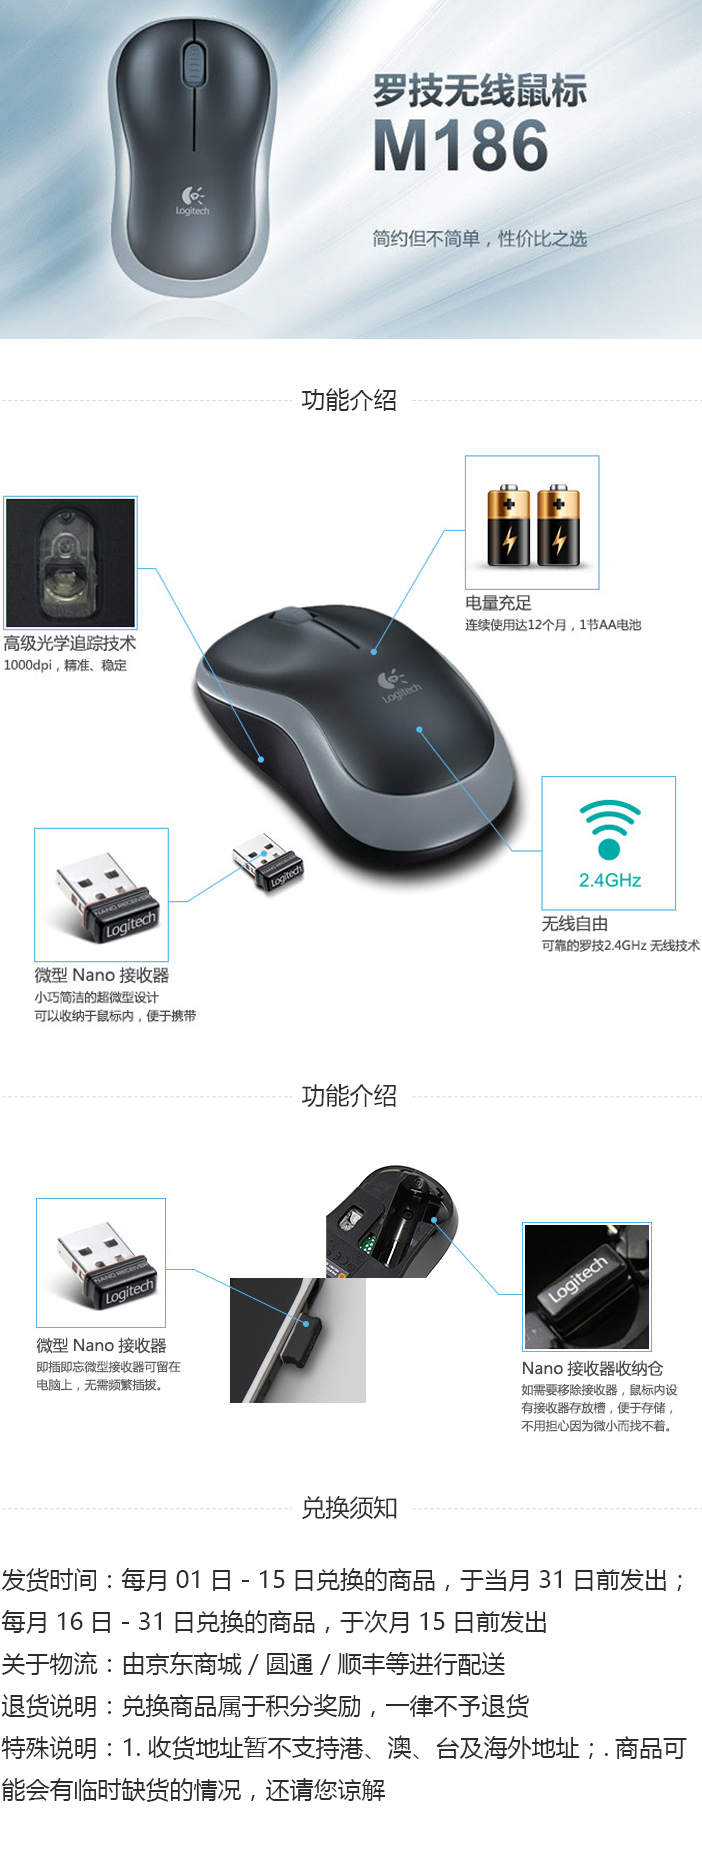 罗技无线鼠标
M186
Logitech
简约但不简单，性价比之选
功能介绍
电量充足
连续使用达12个月，1节AA电池
高级光学追踪技术
1000dpi，精准、稳定
Logitech
2.4GHz
无线自由
可靠的罗技2.4GHz 无线技术
NANO RECEIVER
Logitech
NANO RECEIVER
Logitech
微型 Nano 接收器
小巧简洁的超微型设计
可以收纳于鼠标内，便于携带
功能介绍
NANO RECEIVER
Logitech
微型 Nano 接收器
即插即忘微型接收器可留在
电脑上，无需频繁插拔。
Logitech
Nano 接收器收纳仓
如需要移除接收器，鼠标内设
有接收器存放槽，便于存储，
不用担心因为微小而找不着。
兑换须知
发货时间：每月 01 日 - 15 日兑换的商品，于当月 31 日前发出；
每月 16 日 - 31 日兑换的商品，于次月 15 日前发出
关于物流：由京东商城 / 圆通 / 顺丰等进行配送
退货说明：兑换商品属于积分奖励，一律不予退货
特殊说明：1. 收货地址暂不支持港、澳、台及海外地址；. 商品可
能会有临时缺货的情况，还请您谅解